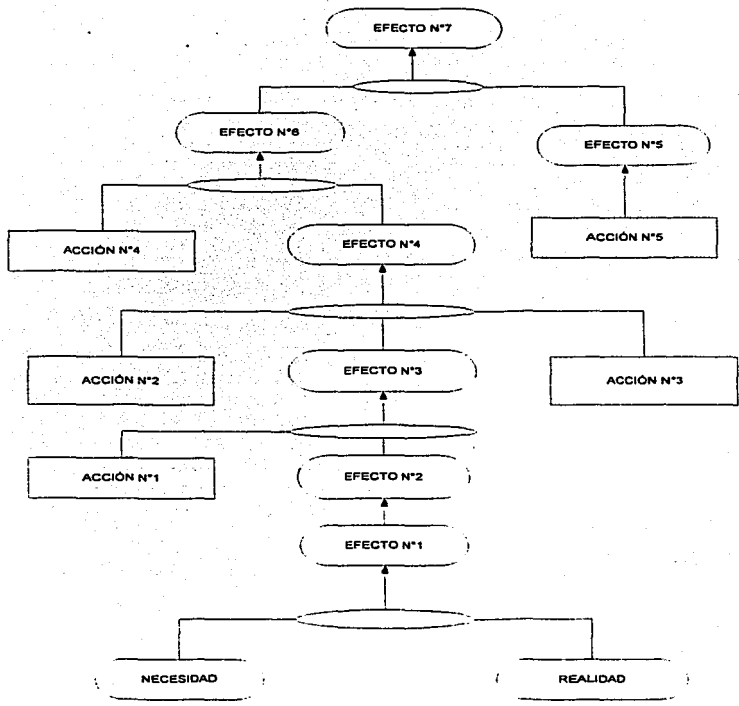 EFECTO N°7
EFECTO N°6
EFECTO N°5
ACCIÓN N°4
EFECTO N°4
ACCIÓN N°5
ACCIÓN N°2
EFECTO N°3
ACCIÓN N°3
ACCIÓN N°1
EFECTO N°2
EFECTO N°1
NECESIDAD
REALIDAD